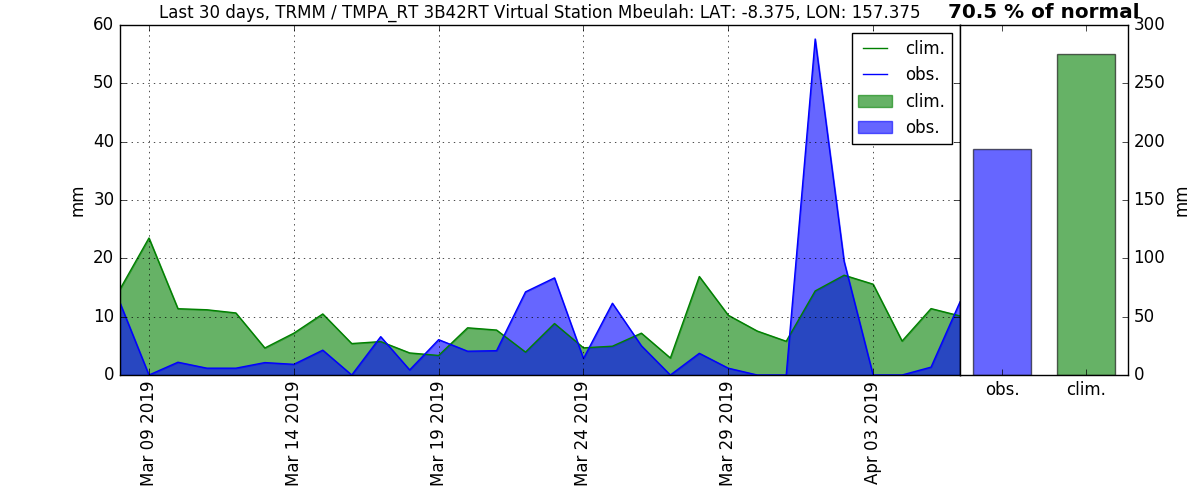 Last 30 days, TRMM / TMPA_RT 3B42RT Virtual Station Mbeulah: LAT: -8.375, LON: 157.375
70.5 % of normal
60
50
40
30
20
10
0
mm
clim.
obs.
clim.
obs.
Mar 09 2019
Mar 14 2019
Mar 19 2019
Mar 24 2019
Mar 29 2019
Apr 03 2019
300
250
200
150
100
50
0
mm
obs.
clim.